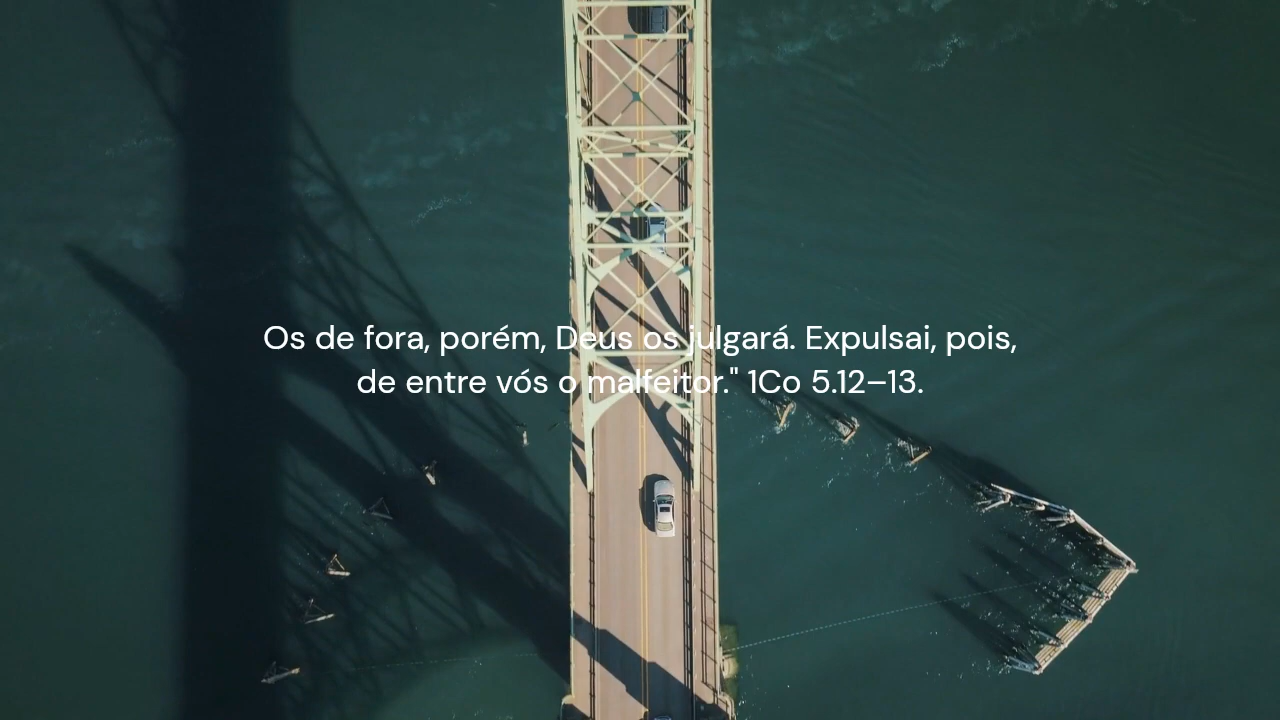 Os de fora, porém, Deus os julgará. Expulsai, pois,
de entre vós o malfeitor." 1Co 5.12–13.